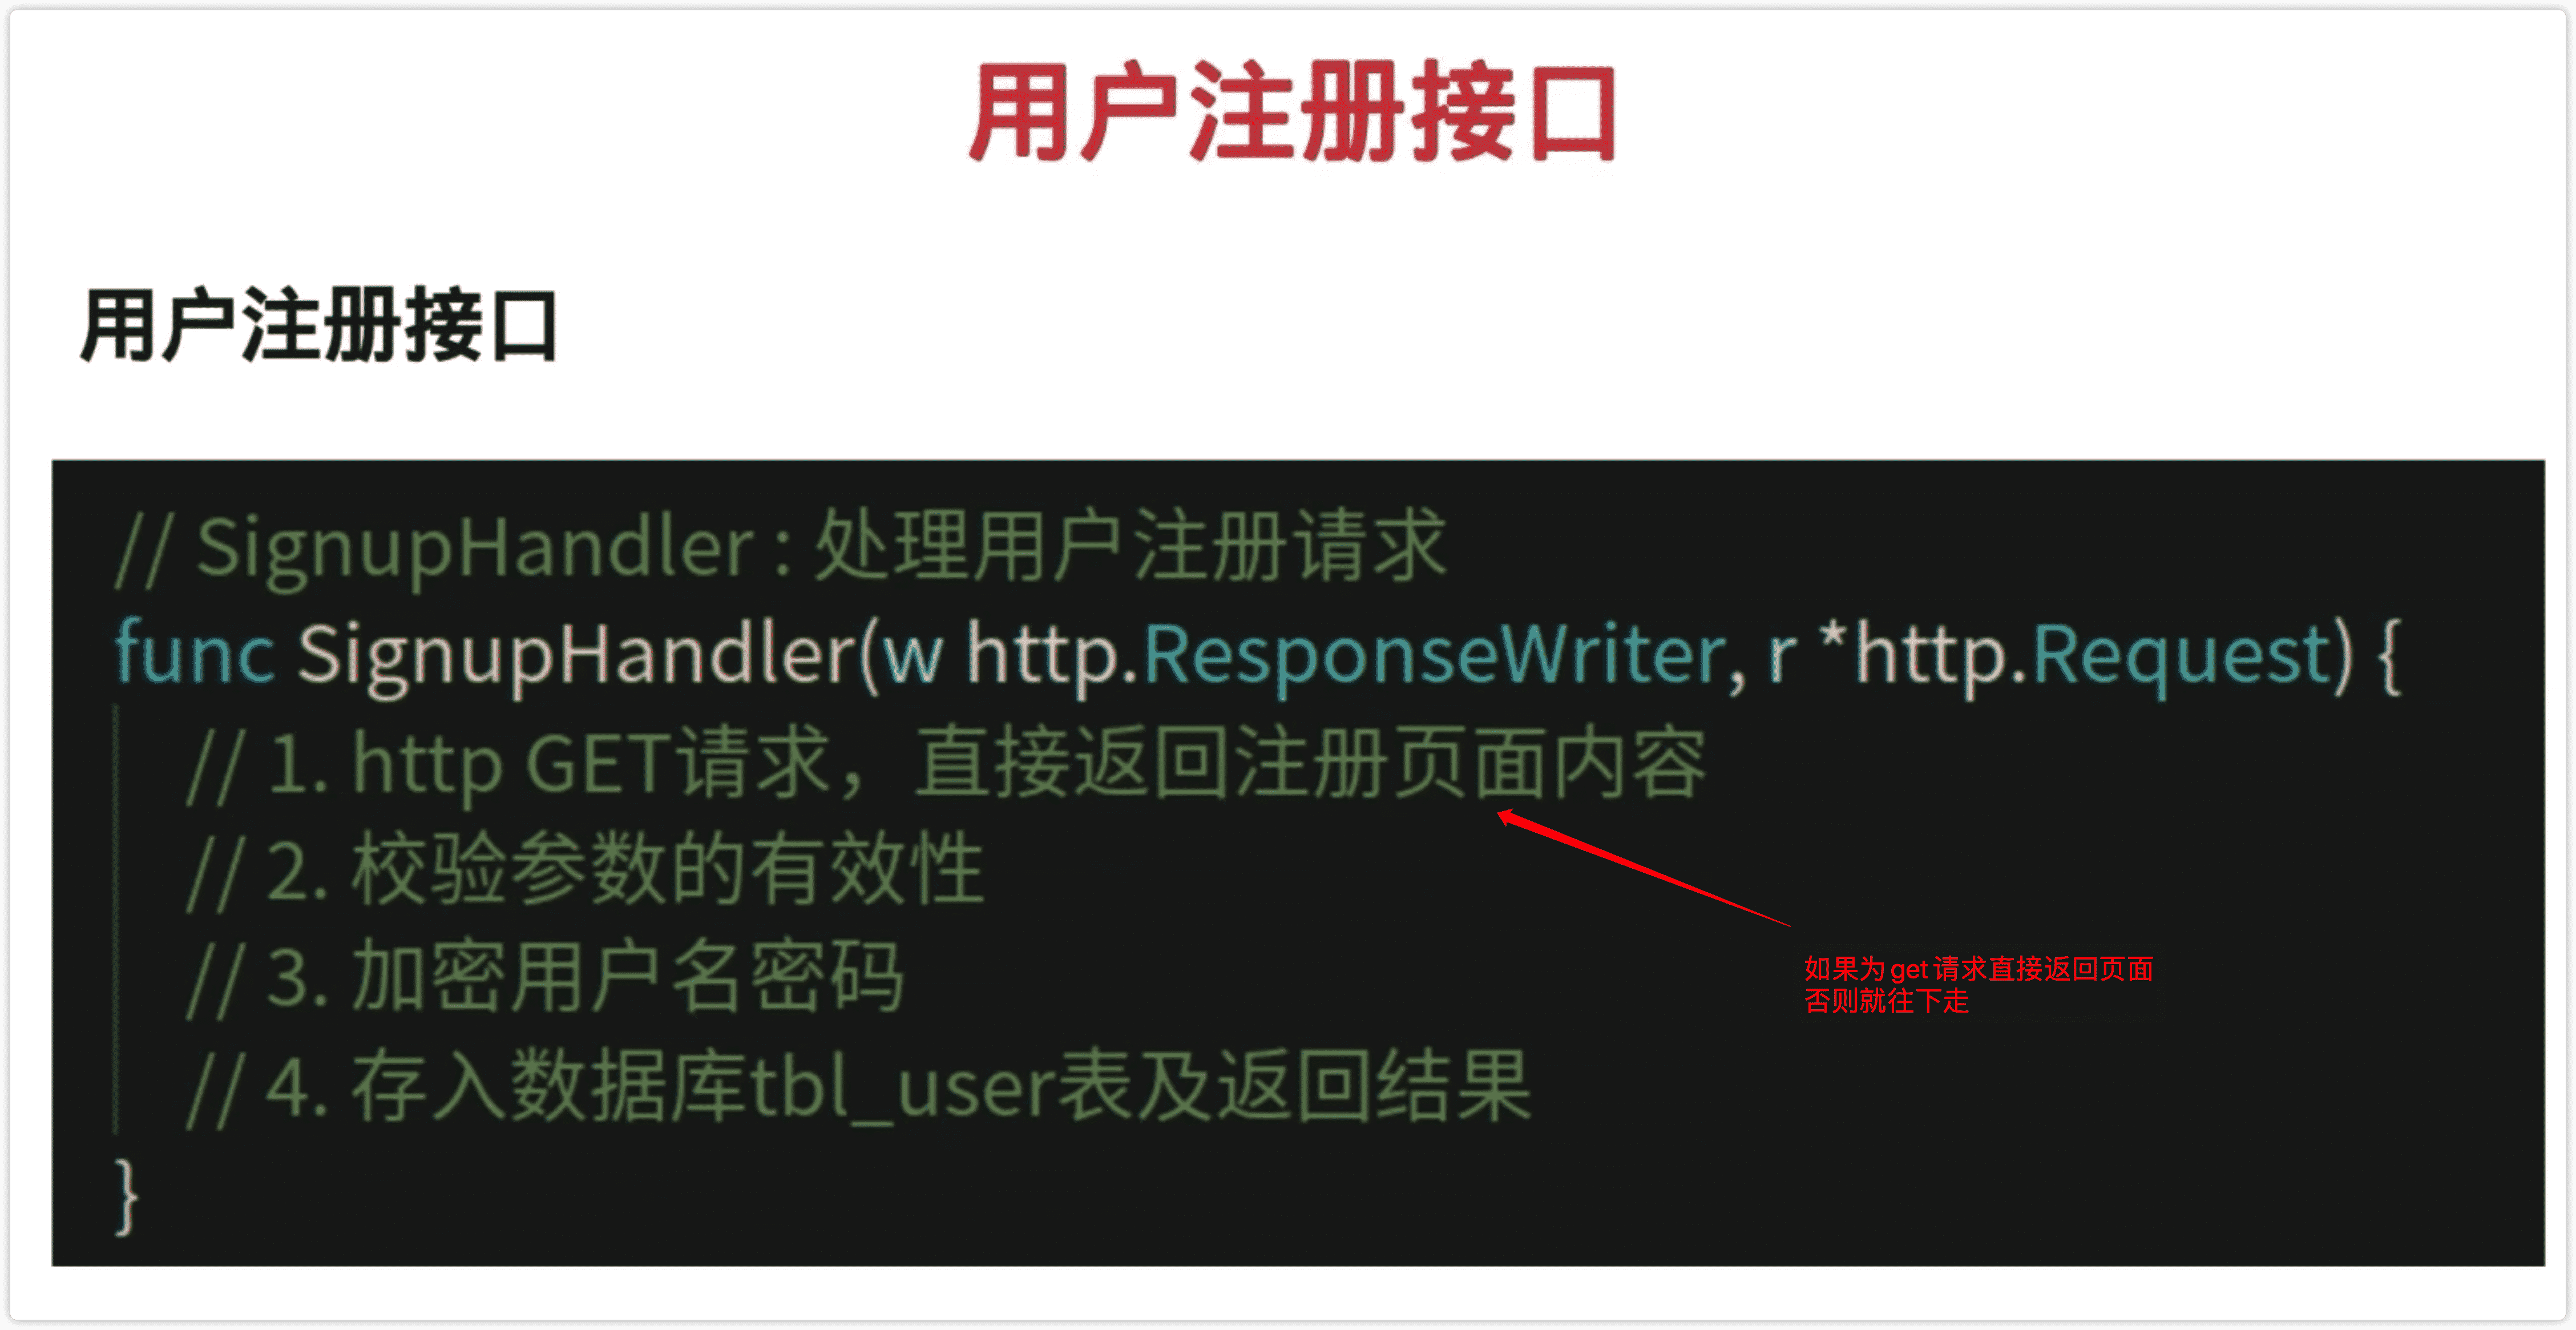 用户注册接口
用户注册接口
// SignupHandler : 处理用户注册请求
func SignupHandler(w http.ResponseWriter, r *http.Request) {
// 1. http GET请求，直接返回注册页面内容
// 2. 校验参数的有效性
// 3. 加密用户名密码
如果为 get 请求直接返回页面
否则就往下走
// 4. 存入数据库tbl_user表及返回结果
}